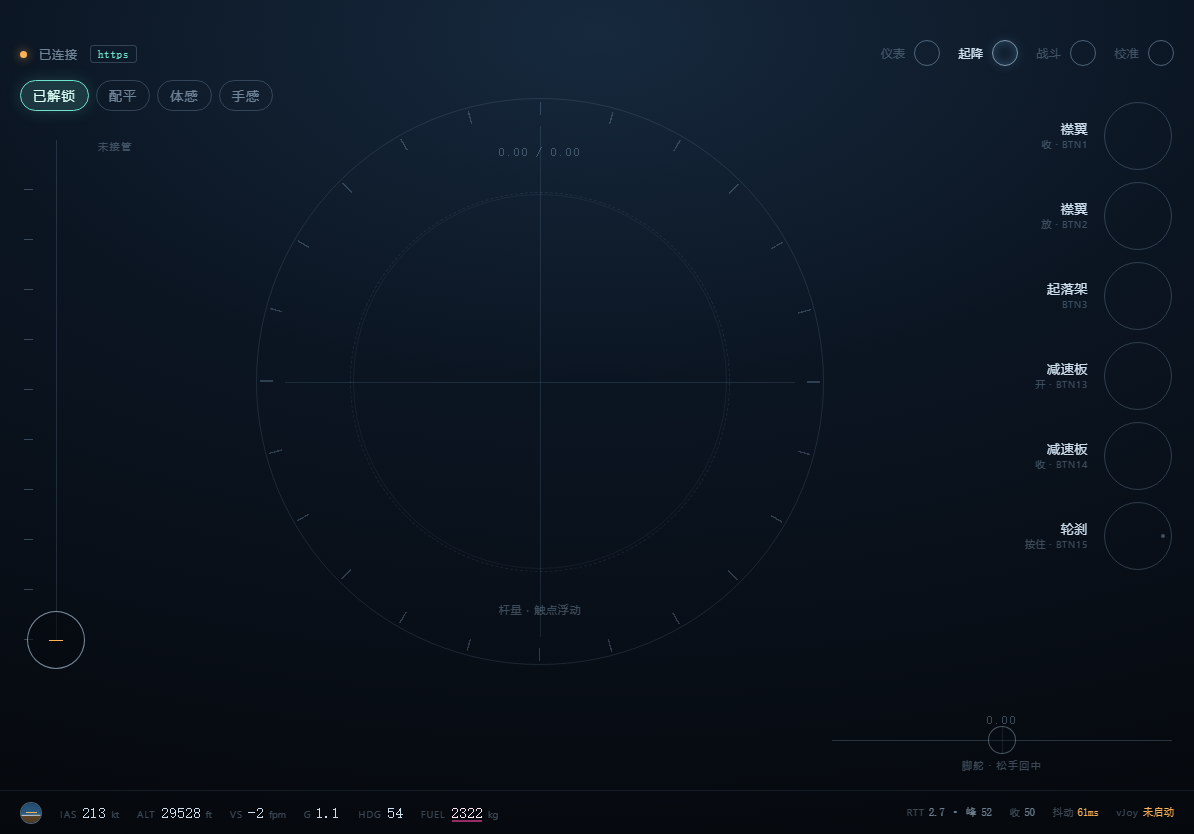 已连接 https
仪表 起降 战斗 校准
已解锁 配平 体感 手感
未接管
0.00 / 0.00
襟翼
收 · BTN1
襟翼
放 · BTN2
起落架
BTN3
减速板
开 · BTN13
减速板
收 · BTN14
轮刹
按住 · BTN15
杆量 · 触点浮动
0.00
脚舵 · 松手回中
IAS 213 kt ALT 29528 ft VS −2 fpm G 1.1 HDG 54 FUEL 2322 kg RTT 2.7 · 峰 52 收 50 抖动 61ms vJoy 未启动